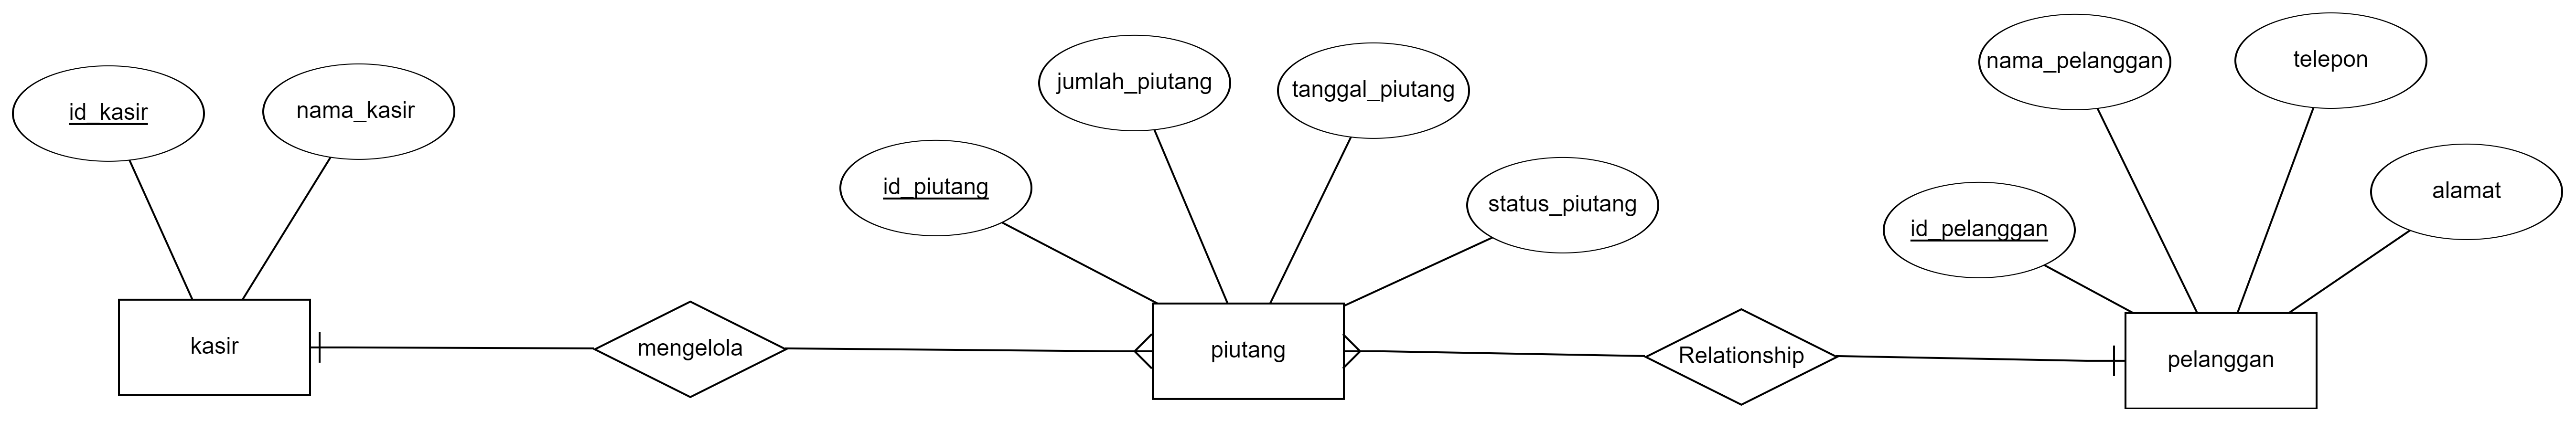 id_kasir
nama_kasir
kasir
mengelola
id_piutang
jumlah_piutang
tanggal_piutang
status_piutang
piutang
Relationship
id_pelanggan
nama_pelanggan
telepon
alamat
pelanggan